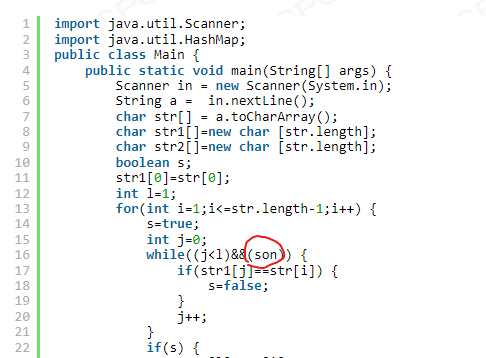 1 import java.util.Scanner;
2 import java.util.HashMap;
3 public class Main {
4 public static void main(String[] args) {
5 Scanner in = new Scanner(System.in);
6 String a = in.nextLine();
7 char str[] = a.toCharArray();
8 char str1[]=new char [str.length];
9 char str2[]=new char [str.length];
10 boolean s;
11 str1[0]=str[0];
12 int l=1;
13 for(int i=1;i<=str.length-1;i++) {
14 s=true;
15 int j=0;
16 while((j<l)&&(son)) {
17 if(str1[j]==str[i]) {
18 s=false;
19 }
20 j++;
21 }
22 if(s) {